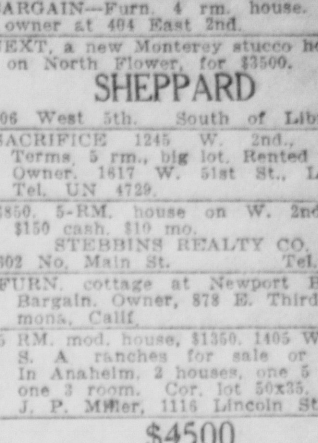 BARGAIN—Furn. 4 rm. house.
owner at 404 East 2nd.
NEXT, a new Monterey stucco
on North Flower, for $3500.
SHEPPARD
06 West 5th. South of Lib
SACRIFICE 1245 W. 2nd.,
Terms, 5 rm., big lot. Rented
Owner. 1617 W. 51st St., L
Tel. UN 4729.
$850. 5-RM. house on W. 2nd
$150 cash. $10 mo.
STEBBINS REALTY CO.
302 No. Main St. Tel.
FURN. cottage at Newport B
Bargain. Owner, 878 E. Third
mona, Calif.
5 RM. mod. house, $1350. 1405 W
S. A ranches for sale or
In Anaheim. 2 houses, one 5
one 3 room. Cor. lot 50x35.
J. P. Miller, 1116 Lincoln St
$4500